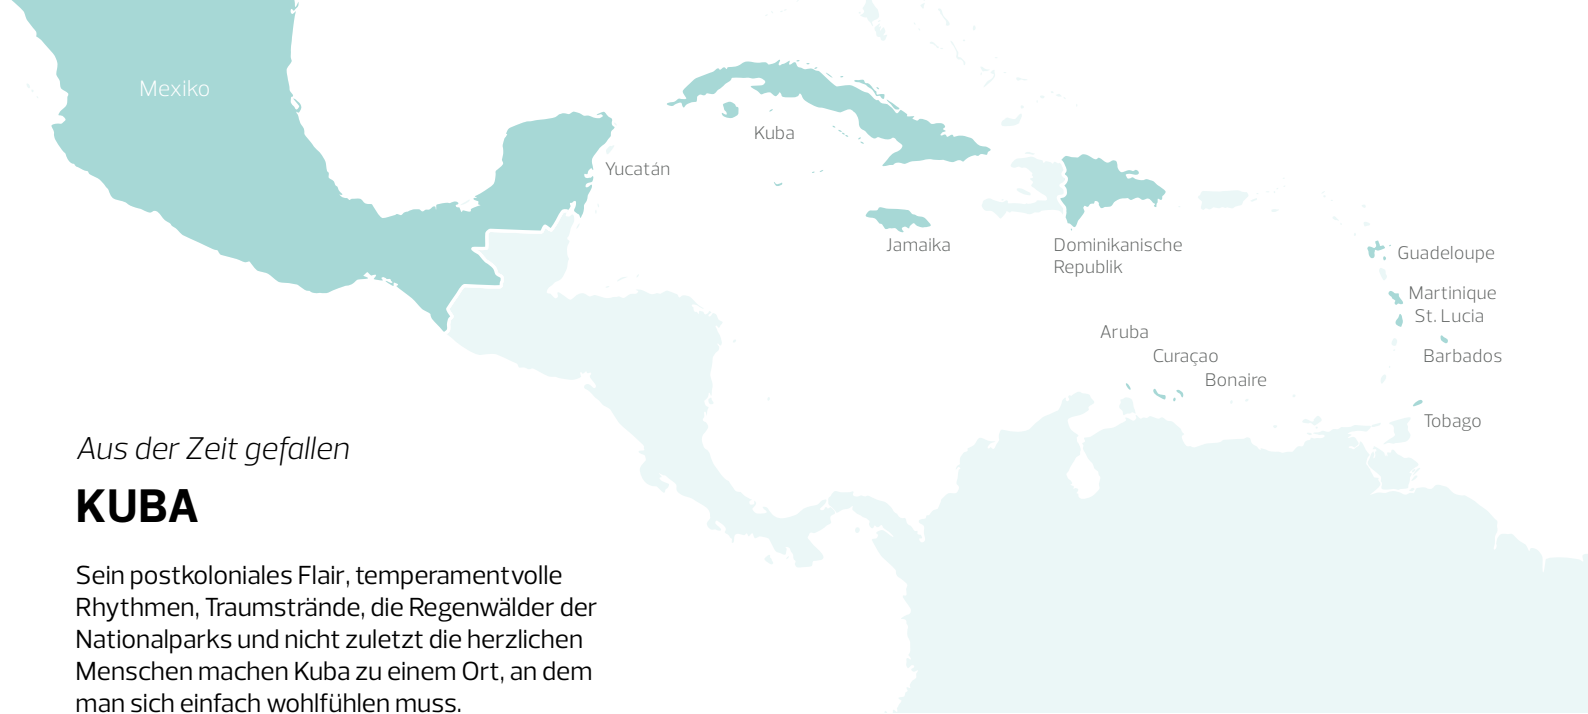 Mexiko
Kuba
Yucatán
Jamaika
Dominikanische
Republik
Guadeloupe
Martinique
St. Lucia
Aruba
Curaçao
Barbados
Bonaire
Tobago
Aus der Zeit gefallen
KUBA
Sein postkoloniales Flair, temperamentvolle
Rhythmen, Traumstrände, die Regenwälder der
Nationalparks und nicht zuletzt die herzlichen
Menschen machen Kuba zu einem Ort, an dem
man sich einfach wohlfühlen muss.